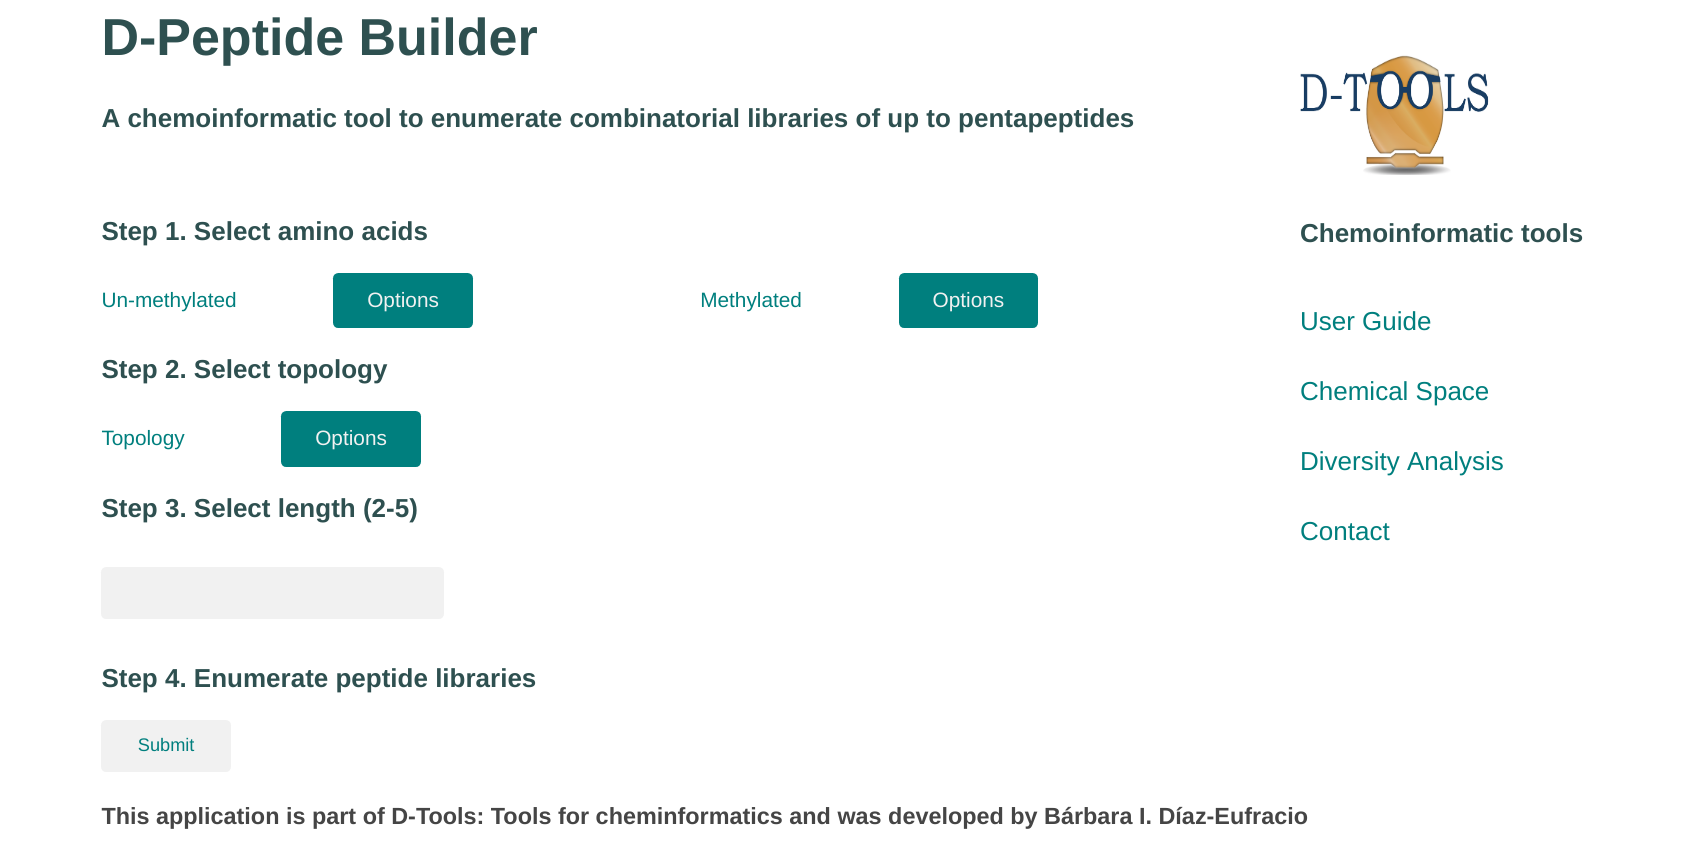 D-Peptide Builder
A chemoinformatic tool to enumerate combinatorial libraries of up to pentapeptides
Step 1. Select amino acids
Un-methylated Options Methylated Options
Step 2. Select topology
Topology Options
Step 3. Select length (2-5)
Step 4. Enumerate peptide libraries
Submit
This application is part of D-Tools: Tools for cheminformatics and was developed by Bárbara I. Díaz-Eufracio
D-TOOLS
Chemoinformatic tools
User Guide
Chemical Space
Diversity Analysis
Contact